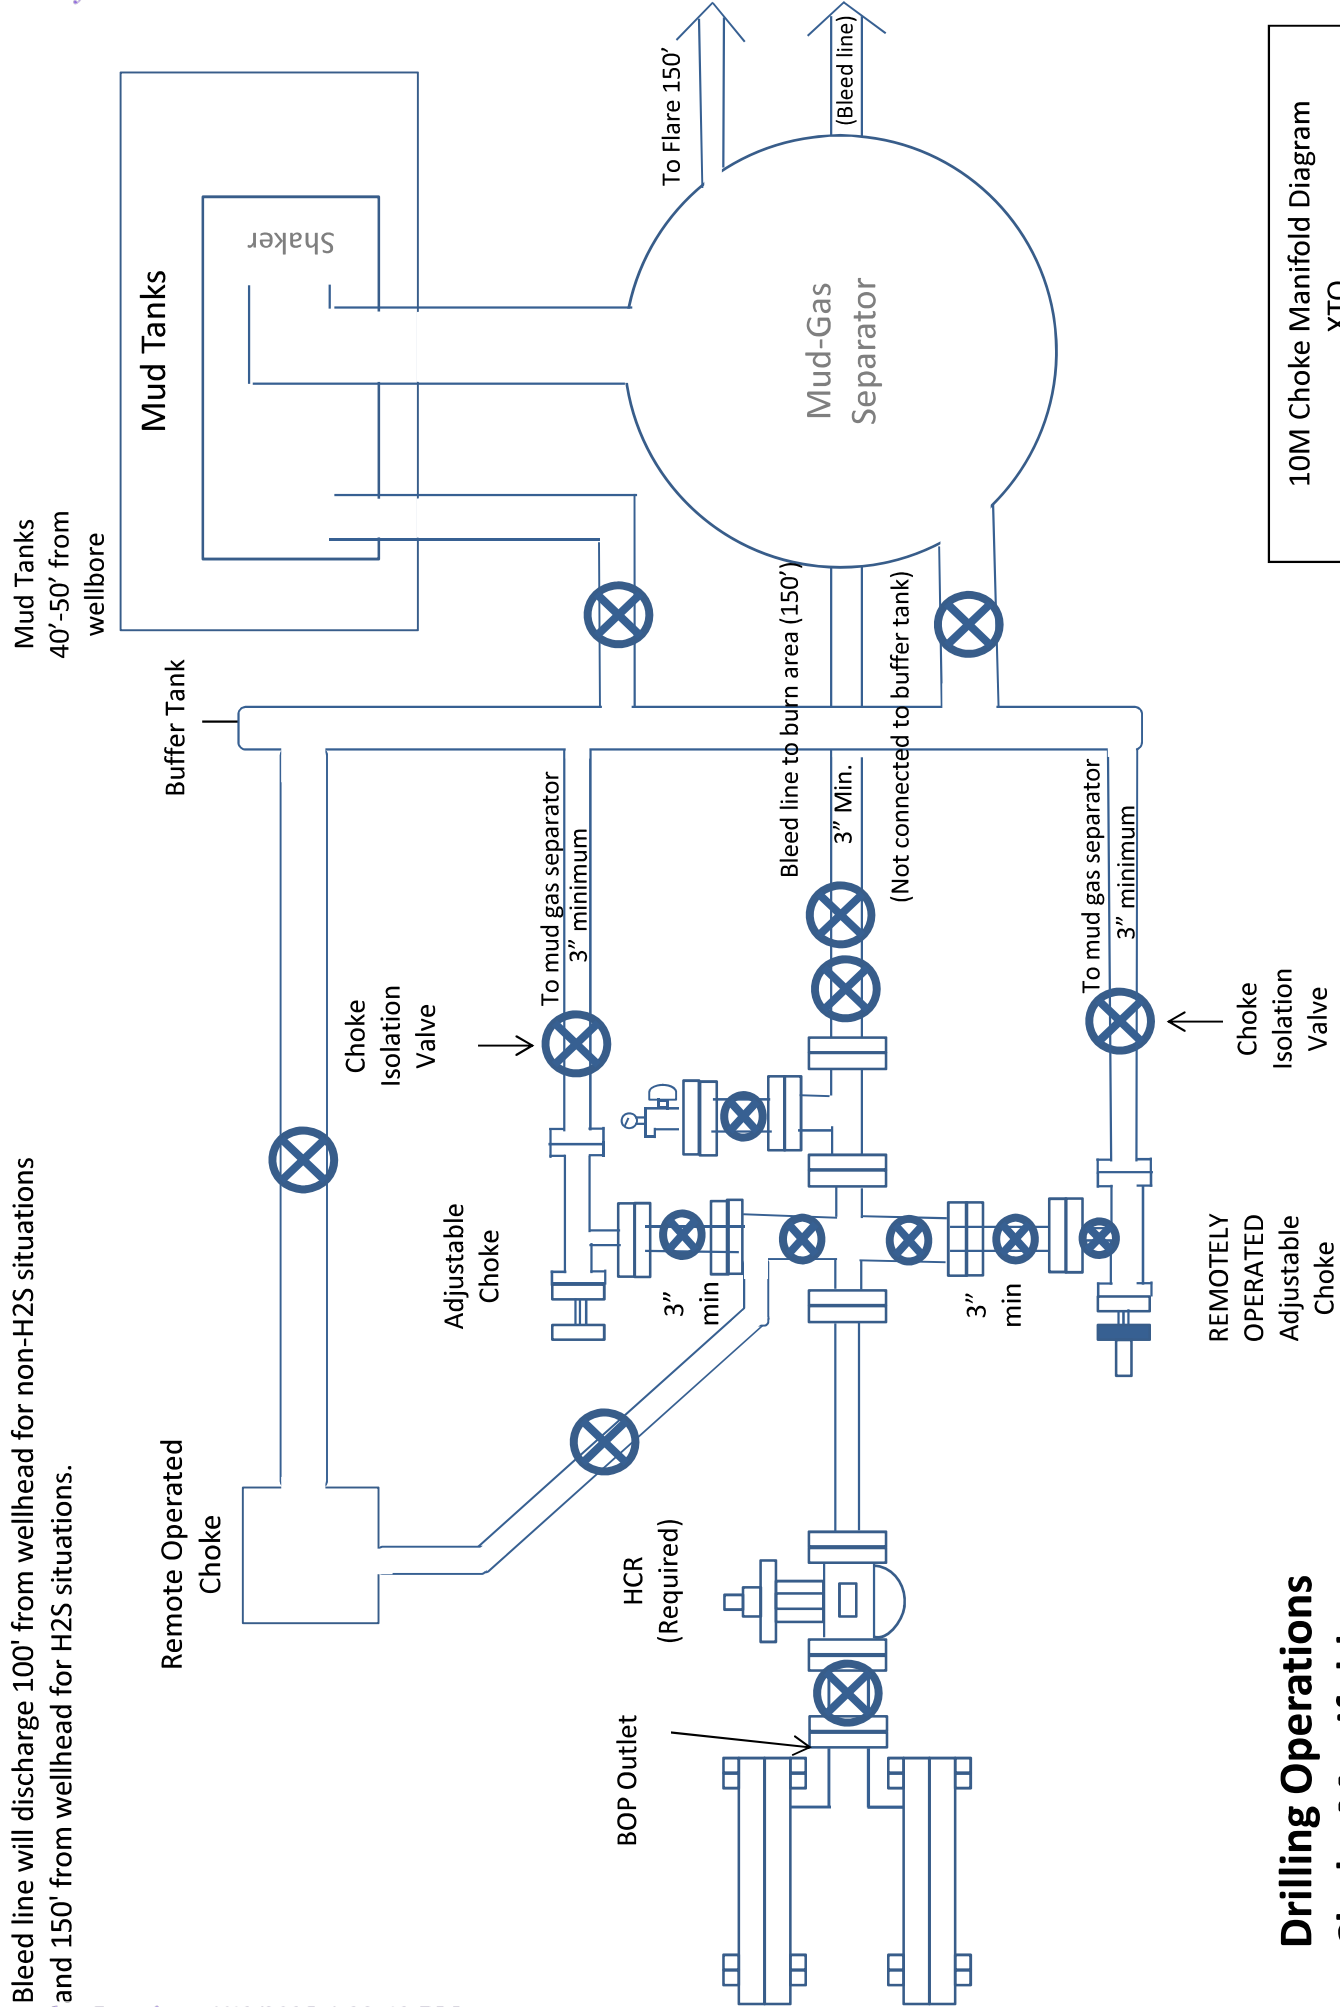 Bleed line will discharge 100' from wellhead for non-H2S situations
and 150' from wellhead for H2S situations.
Mud Tanks
40’-50’ from
wellbore
Mud Tanks
Shaker
Buffer Tank
Remote Operated
Choke
Choke
Isolation
Valve
Adjustable
Choke
To mud gas separator
3” minimum
To Flare 150’
(Bleed line)
Mud-Gas
Separator
BOP Outlet
HCR
(Required)
3”
min
Bleed line to burn area (150’)
3” Min.
(Not connected to buffer tank)
3”
min
To mud gas separator
3” minimum
REMOTELY
OPERATED
Adjustable
Choke
Choke
Isolation
Valve
Drilling Operations
10M Choke Manifold Diagram
XTO